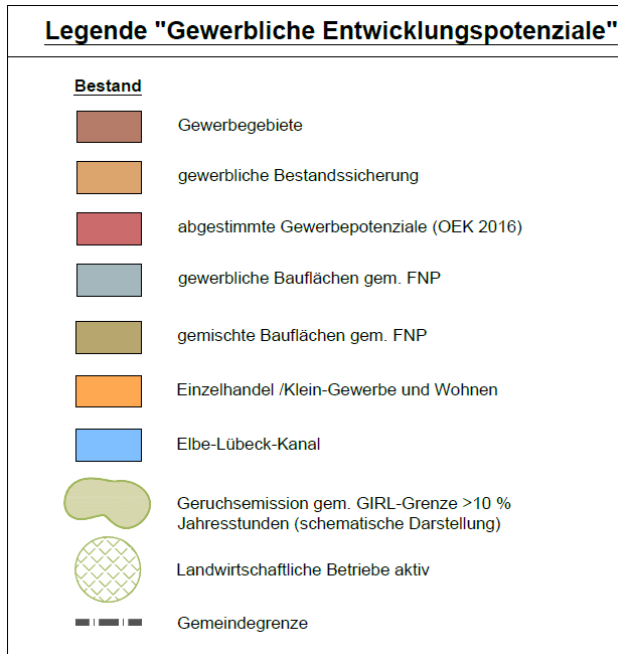 Legende "Gewerbliche Entwicklungspotenziale"
Bestand
Gewerbegebiete
gewerbliche Bestandssicherung
abgestimmte Gewerbepotenziale (OEK 2016)
gewerbliche Bauflächen gem. FNP
gemischte Bauflächen gem. FNP
Einzelhandel /Klein-Gewerbe und Wohnen
Elbe-Lübeck-Kanal
Geruchsemission gem. GIRL-Grenze >10 %
Jahresstunden (schematische Darstellung)
Landwirtschaftliche Betriebe aktiv
Gemeindegrenze